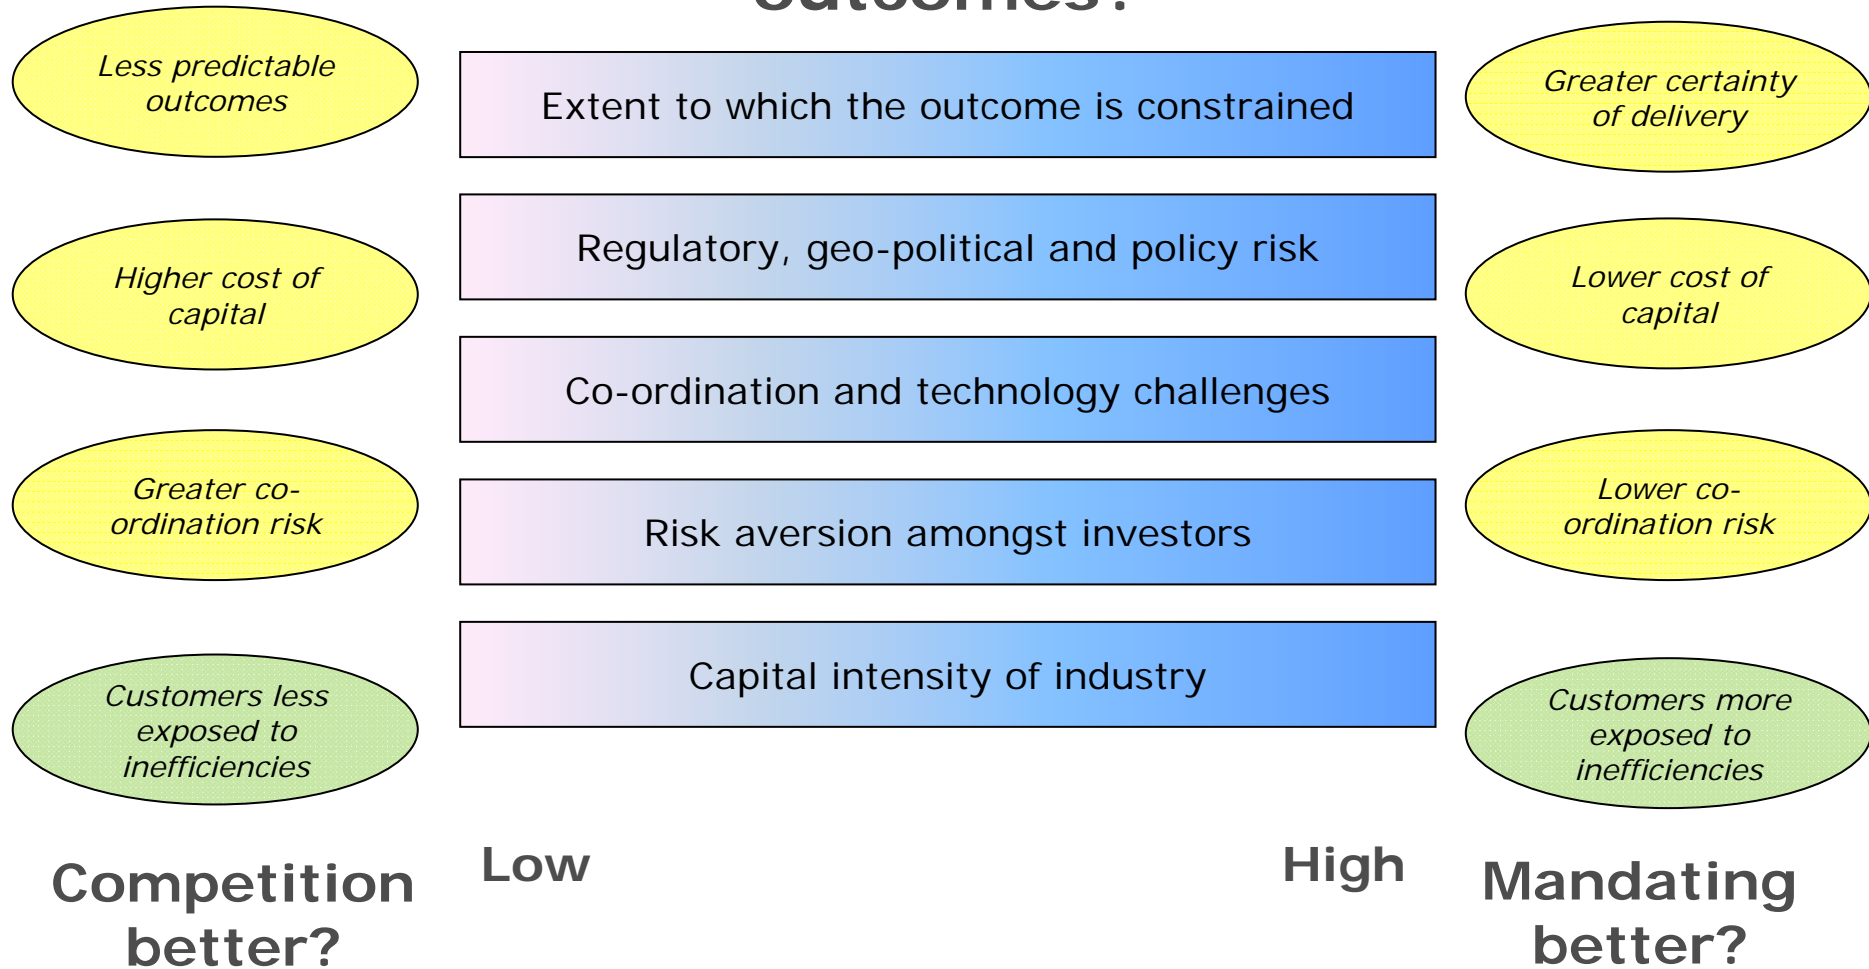 outcomes?
Less predictable
outcomes
Extent to which the outcome is constrained
Greater certainty
of delivery
Higher cost of
capital
Regulatory, geo-political and policy risk
Lower cost of
capital
Co-ordination and technology challenges
Greater co-
ordination risk
Risk aversion amongst investors
Lower co-
ordination risk
Customers less
exposed to
inefficiencies
Capital intensity of industry
Customers more
exposed to
inefficiencies
Competition
better?
Low
High
Mandating
better?